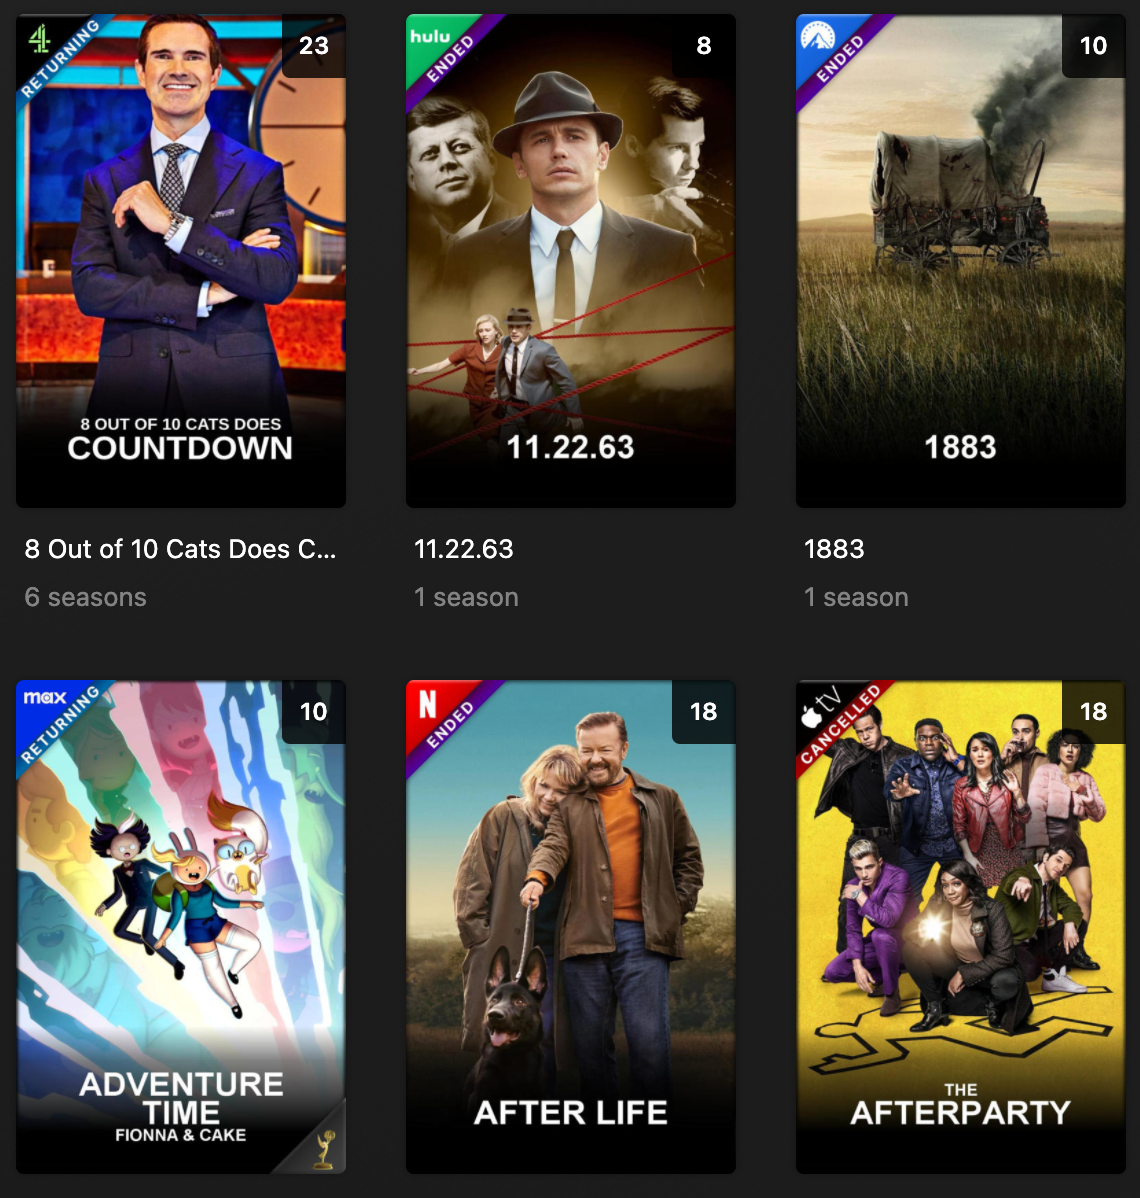 4
RETURNING
23
hulu
ENDED
8
ENDED
10
8 OUT OF 10 CATS DOES
COUNTDOWN
11.22.63
1883
8 Out of 10 Cats Does C...
11.22.63
1883
6 seasons
1 season
1 season
max
RETURNING
10
N
ENDED
18
tv
CANCELLED
18
ADVENTURE
TIME
FIONNA & CAKE
AFTER LIFE
THE
AFTERPARTY